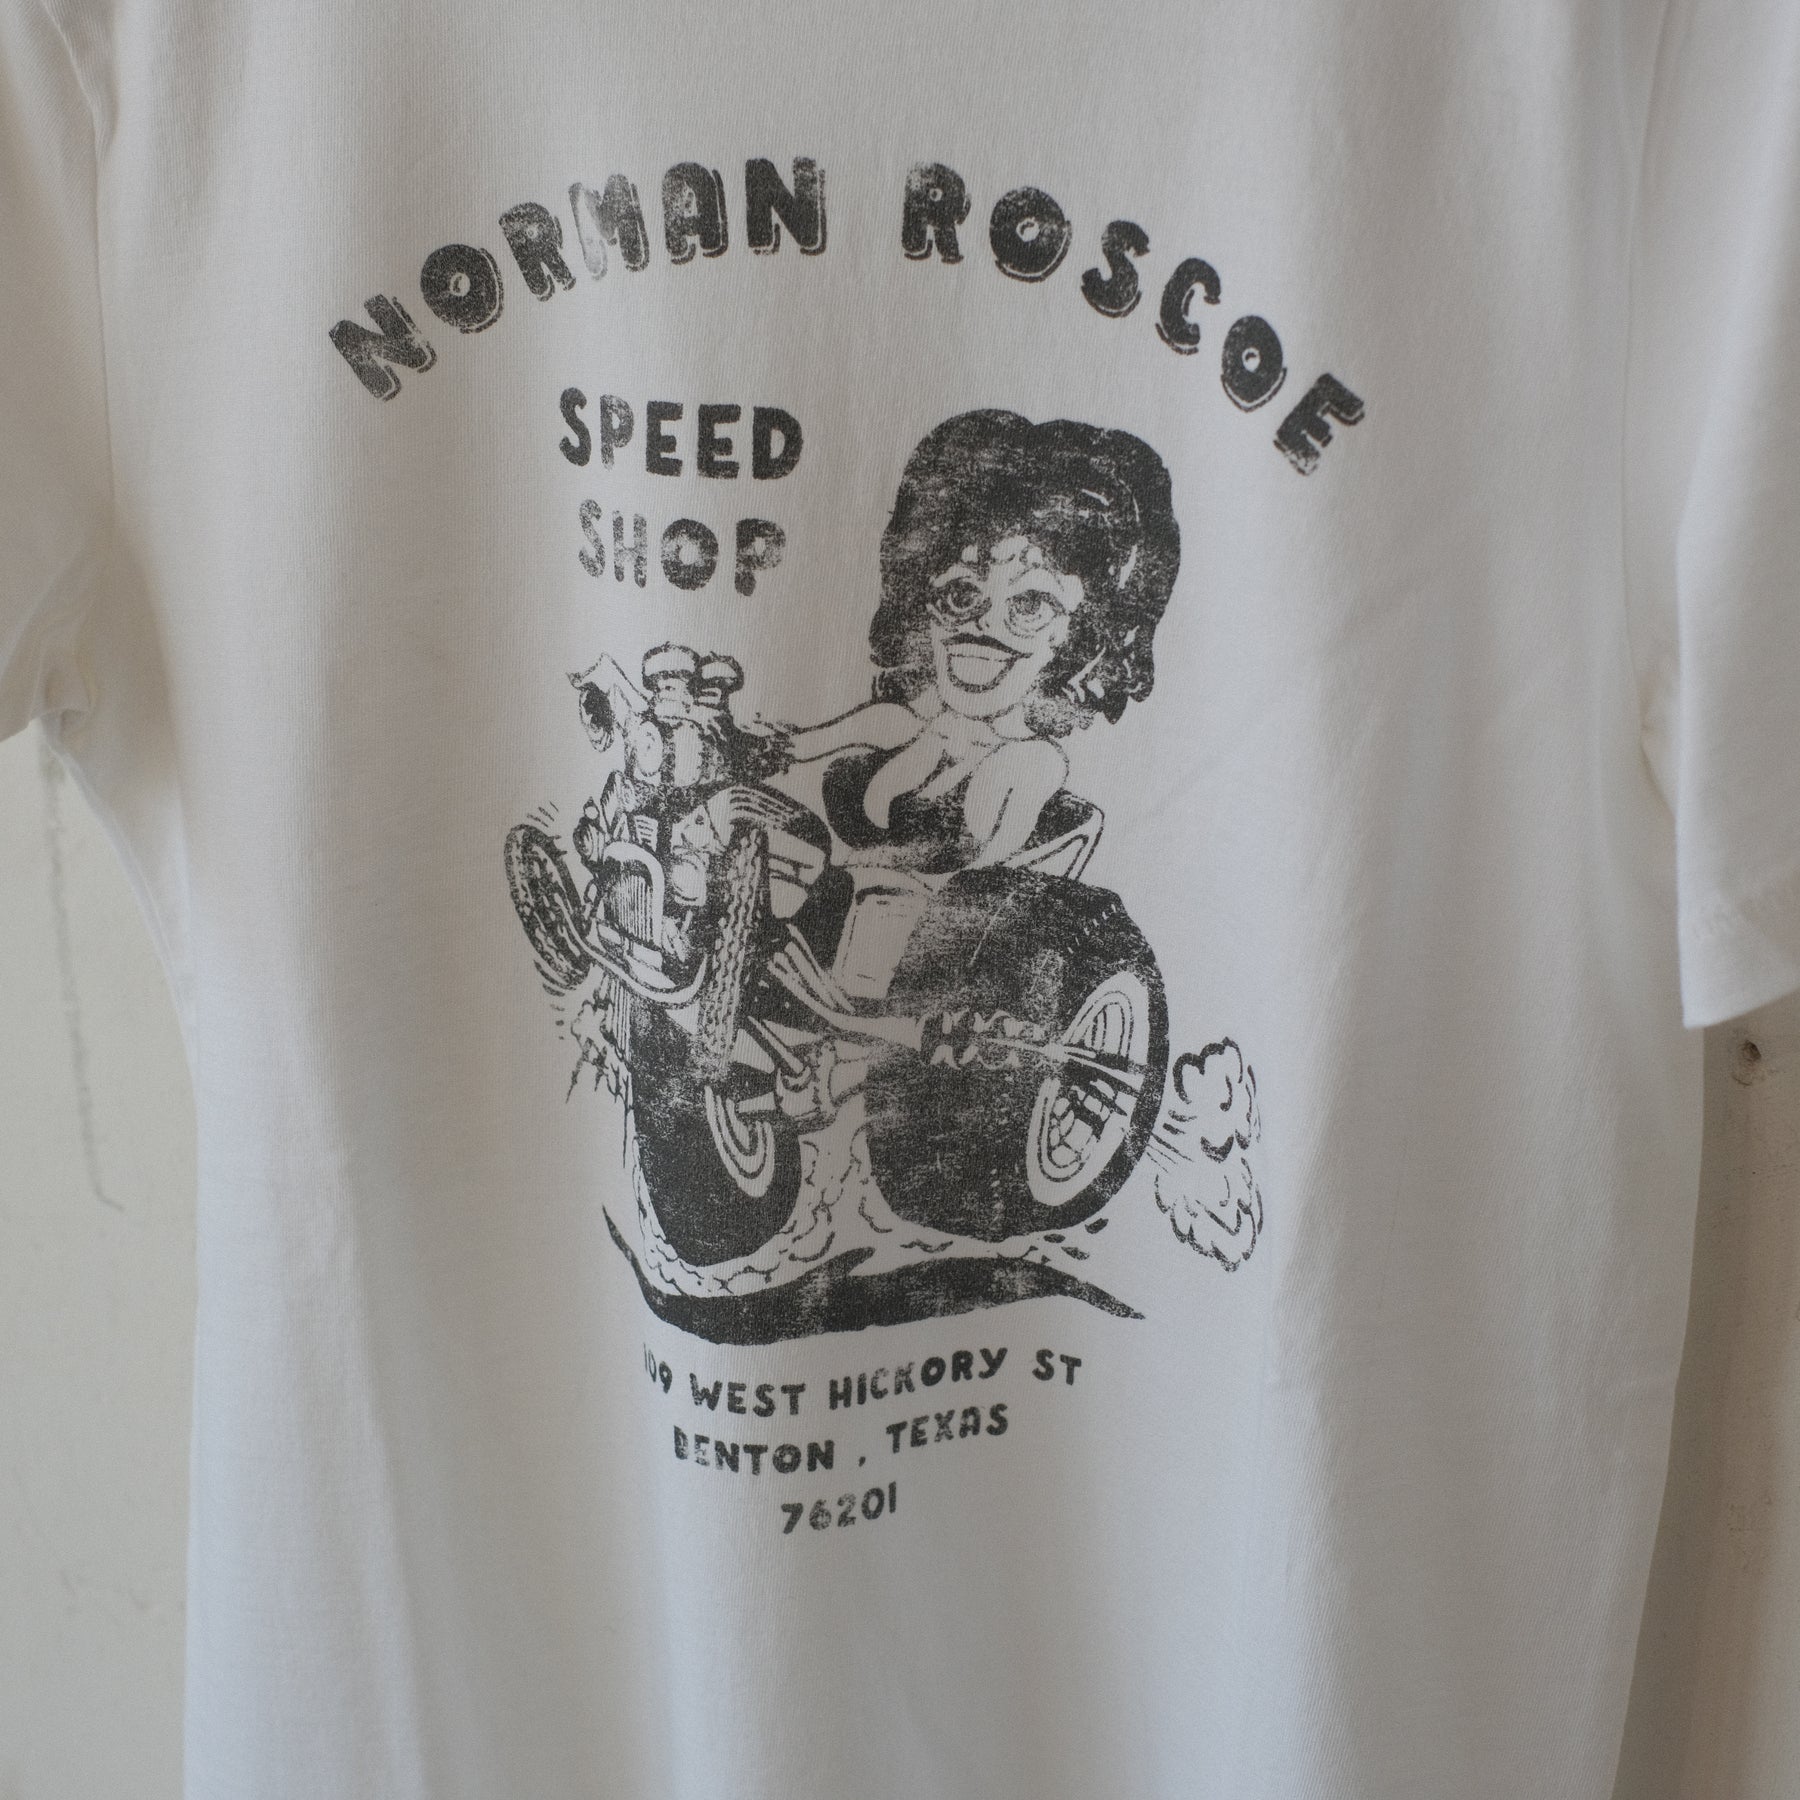 NORMAN ROSCOE
SPEED
SHOP
109 WEST HICKORY ST
DENTON , TEXAS
76201